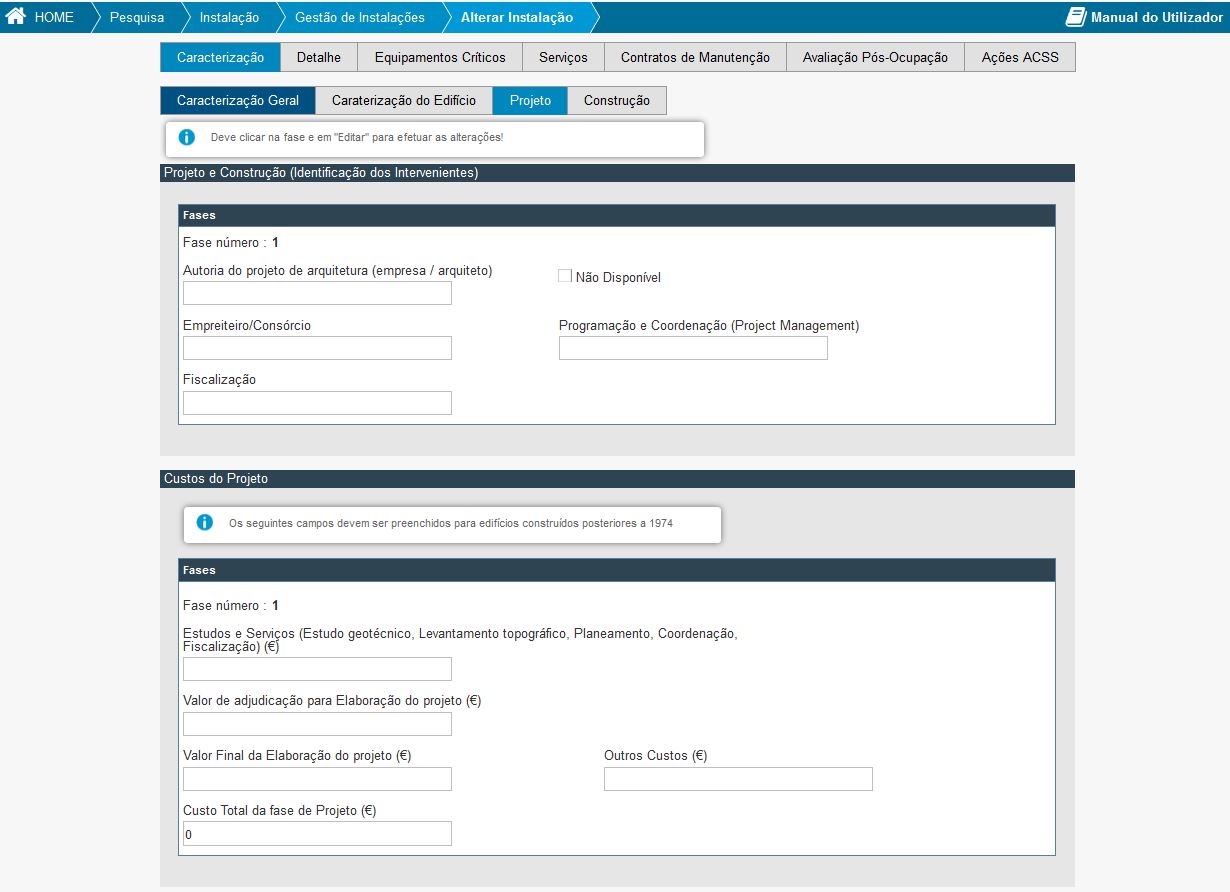 HOME Pesquisa Instalação Gestão de Instalações Alterar Instalação Manual do Utilizador
Caracterização Detalhe Equipamentos Críticos Serviços Contratos de Manutenção Avaliação Pós-Ocupação Ações ACSS
Caracterização Geral Caraterização do Edifício Projeto Construção
Deve clicar na fase e em "Editar" para efetuar as alterações!
Projeto e Construção (Identificação dos Intervenientes)
Fases
Fase número : 1
Autoria do projeto de arquitetura (empresa / arquiteto)
Não Disponível
Empreiteiro/Consórcio Programação e Coordenação (Project Management)
Fiscalização
Custos do Projeto
Os seguintes campos devem ser preenchidos para edifícios construídos posteriores a 1974
Fases
Fase número : 1
Estudos e Serviços (Estudo geotécnico, Levantamento topográfico, Planeamento, Coordenação,
Fiscalização) (€)
Valor de adjudicação para Elaboração do projeto (€)
Valor Final da Elaboração do projeto (€) Outros Custos (€)
Custo Total da fase de Projeto (€)
0